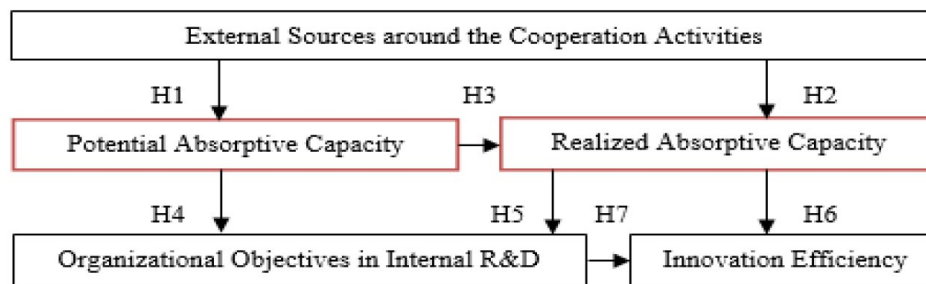 External Sources around the Cooperation Activities
H1 H3 H2
Potential Absorptive Capacity Realized Absorptive Capacity
H4 H5 H7 H6
Organizational Objectives in Internal R&D Innovation Efficiency